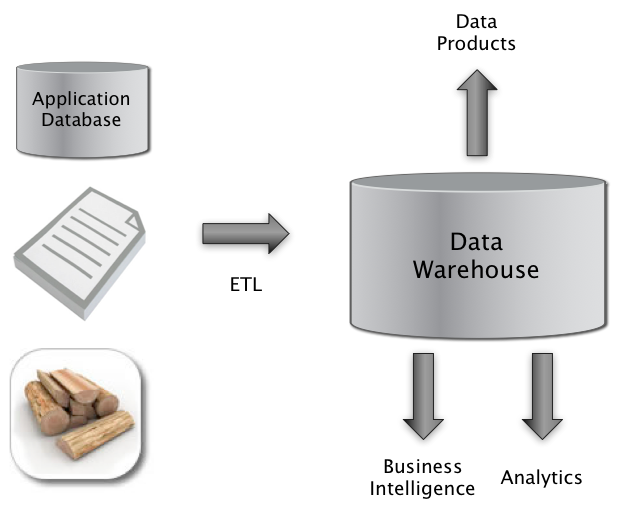 Data
Products
Application
Database
Data
Warehouse
ETL
Business
Intelligence
Analytics